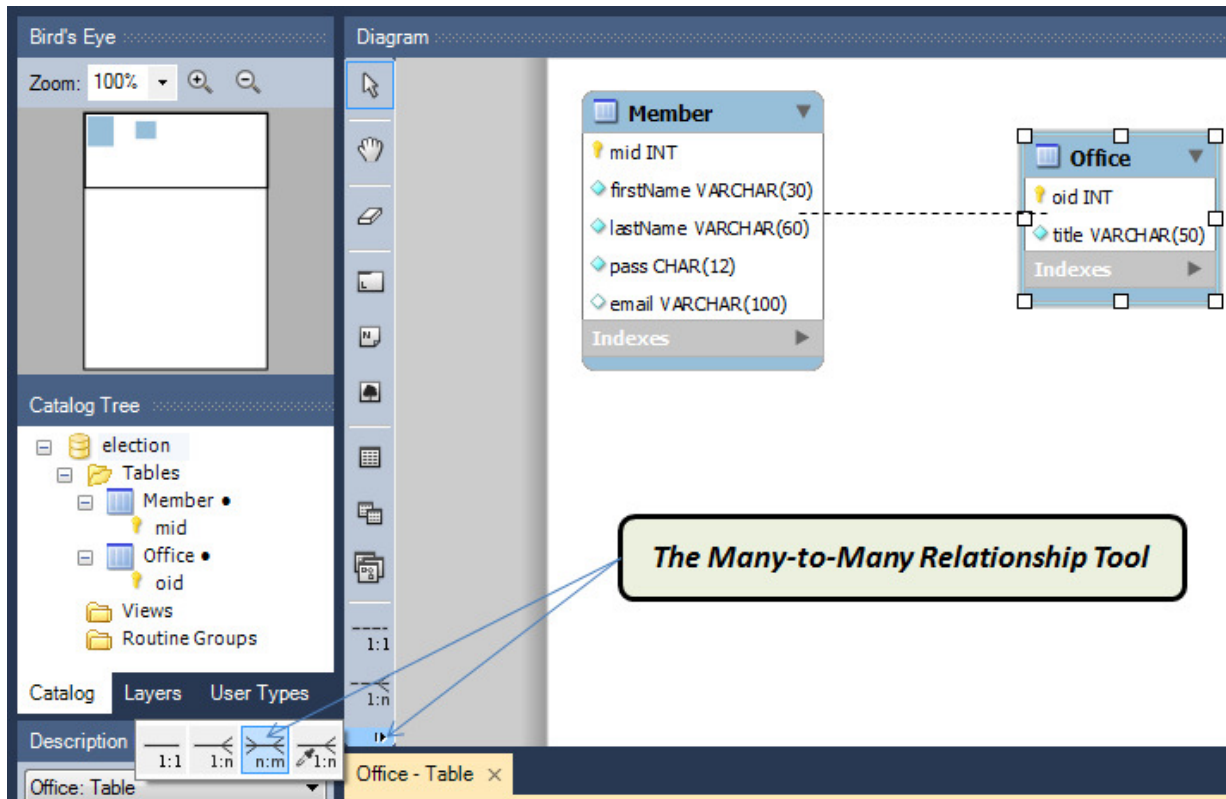 Bird's Eye
Zoom: 100%
Catalog Tree
election
Tables
Member
mid
Office
oid
Views
Routine Groups
Catalog Layers User Types
Description
1:1 1:n n:m 1:n
Office: Table
Diagram
L
N
1:1
1:n
Member
mid INT
firstName VARCHAR(30)
lastName VARCHAR(60)
pass CHAR(12)
email VARCHAR(100)
Indexes
Office
oid INT
title VARCHAR(50)
Indexes
The Many-to-Many Relationship Tool
Office - Table